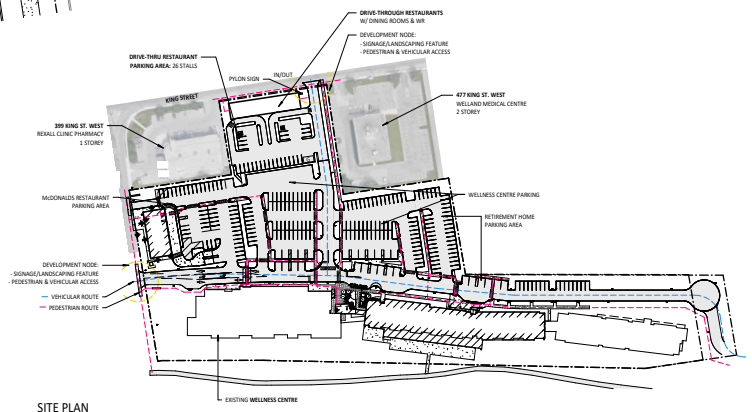 DRIVE-THROUGH RESTAURANTS
W/ DINING ROOMS & WR
DEVELOPMENT NODE:
- SIGNAGE/LANDSCAPING FEATURE
- PEDESTRIAN & VEHICULAR ACCESS
DRIVE-THRU RESTAURANT
PARKING AREA: 26 STALLS
PYLON SIGN
IN/OUT
KING STREET
477 KING ST. WEST
WELLAND MEDICAL CENTRE
2 STOREY
399 KING ST. WEST
REXALL CLINIC PHARMACY
1 STOREY
McDONALDS RESTAURANT
PARKING AREA
WELLNESS CENTRE PARKING
RETIREMENT HOME
PARKING AREA
DEVELOPMENT NODE:
- SIGNAGE/LANDSCAPING FEATURE
- PEDESTRIAN & VEHICULAR ACCESS
VEHICULAR ROUTE
PEDESTRIAN ROUTE
EXISTING WELLNESS CENTRE
SITE PLAN